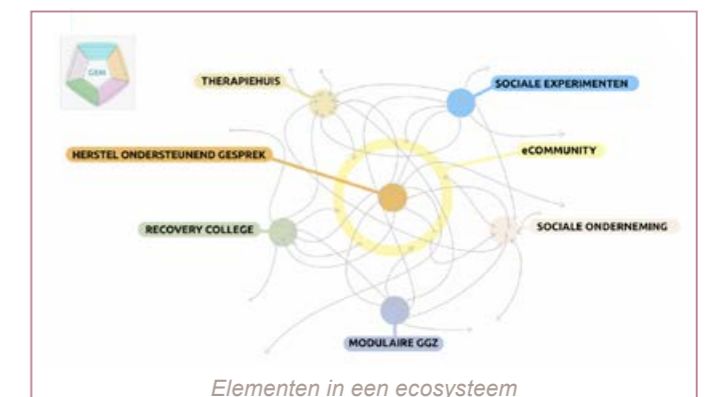 GEM
THERAPIEHUIS
SOCIALE EXPERIMENTEN
HERSTEL ONDERSTEUNEND GESPREK
eCOMMUNITY
RECOVERY COLLEGE
SOCIALE ONDERNEMING
MODULAIRE GGZ
Elementen in een ecosysteem